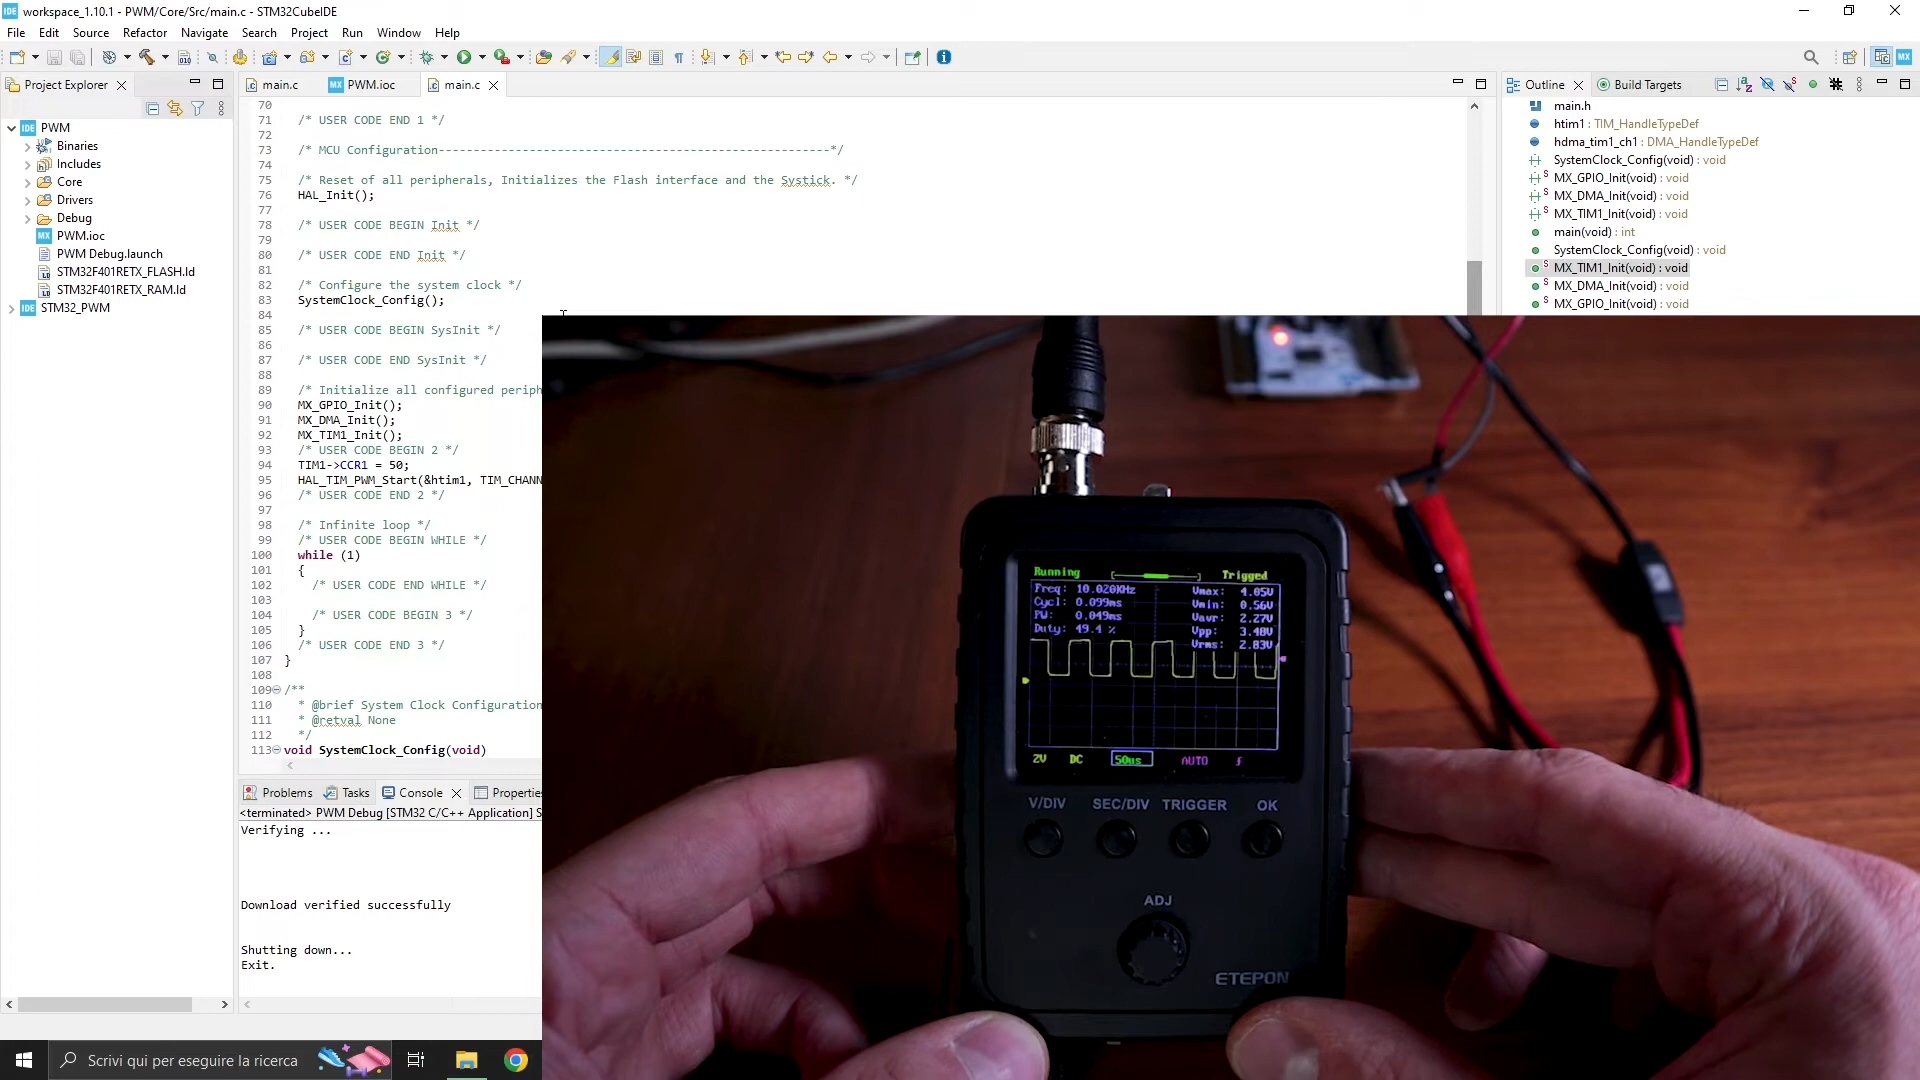 workspace_1.10.1 - PWM/Core/Src/main.c - STM32CubeIDE
File Edit Source Refactor Navigate Search Project Run Window Help
Project Explorer
PWM
Binaries
Includes
Core
Drivers
Debug
PWM.ioc
PWM Debug.launch
STM32F401RETX_FLASH.ld
STM32F401RETX_RAM.ld
STM32_PWM
main.c PWM.ioc main.c
70
71 /* USER CODE END 1 */
72
73 /* MCU Configuration--------------------------------------------------------*/
74
75 /* Reset of all peripherals, Initializes the Flash interface and the Systick. */
76 HAL_Init();
77
78 /* USER CODE BEGIN Init */
79
80 /* USER CODE END Init */
81
82 /* Configure the system clock */
83 SystemClock_Config();
84
85 /* USER CODE BEGIN SysInit */
86
87 /* USER CODE END SysInit */
88
89 /* Initialize all configured periph
90 MX_GPIO_Init();
91 MX_DMA_Init();
92 MX_TIM1_Init();
93 /* USER CODE BEGIN 2 */
94 TIM1->CCR1 = 50;
95 HAL_TIM_PWM_Start(&htim1, TIM_CHANN
96 /* USER CODE END 2 */
97
98 /* Infinite loop */
99 /* USER CODE BEGIN WHILE */
100 while (1)
101 {
102 /* USER CODE END WHILE */
103
104 /* USER CODE BEGIN 3 */
105 }
106 /* USER CODE END 3 */
107 }
108
109 /**
110 * @brief System Clock Configuration
111 * @retval None
112 */
113 void SystemClock_Config(void)
Outline Build Targets
main.h
htim1 : TIM_HandleTypeDef
hdma_tim1_ch1 : DMA_HandleTypeDef
SystemClock_Config(void) : void
MX_GPIO_Init(void) : void
MX_DMA_Init(void) : void
MX_TIM1_Init(void) : void
main(void) : int
SystemClock_Config(void) : void
MX_TIM1_Init(void) : void
MX_DMA_Init(void) : void
MX_GPIO_Init(void) : void
Problems Tasks Console Properties
<terminated> PWM Debug [STM32 C/C++ Application] S
Verifying ...
Download verified successfully
Shutting down...
Exit.
Running Trigged
Freq: 10.020KHz Vmax: 4.05V
Cycl: 0.099ms Vmin: 0.56V
PW: 0.049ms Vavr: 2.27V
Duty: 49.4 % Vpp: 3.48V
Vrms: 2.83V
2V DC 50us AUTO
V/DIV SEC/DIV TRIGGER OK
ADJ
ETEPON
Scrivi qui per eseguire la ricerca